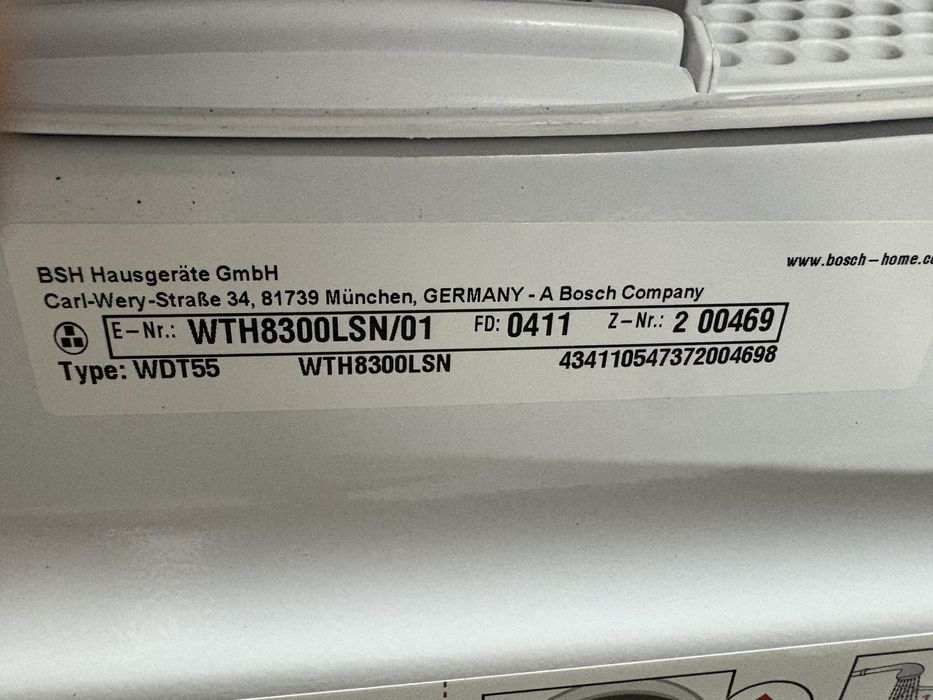 BSH Hausgeräte GmbH
www.bosch-home.co
Carl-Wery-Straße 34, 81739 München, GERMANY - A Bosch Company
E-Nr.: WTH8300LSN/01 FD: 0411 Z-Nr.: 2 00469
Type: WDT55 WTH8300LSN 434110547372004698